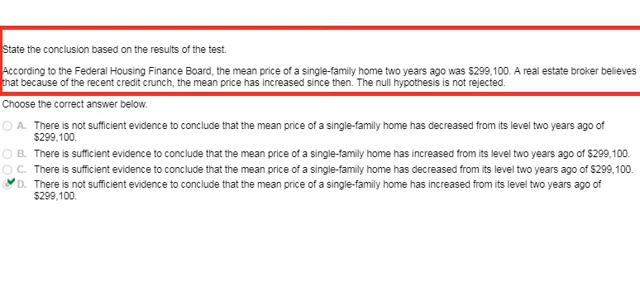 State the conclusion based on the results of the test.
According to the Federal Housing Finance Board, the mean price of a single-family home two years ago was $299,100. A real estate broker believes
that because of the recent credit crunch, the mean price has increased since then. The null hypothesis is not rejected.
Choose the correct answer below.
A. There is not sufficient evidence to conclude that the mean price of a single-family home has decreased from its level two years ago of
$299,100.
B. There is sufficient evidence to conclude that the mean price of a single-family home has increased from its level two years ago of $299,100.
C. There is sufficient evidence to conclude that the mean price of a single-family home has decreased from its level two years ago of $299,100.
D. There is not sufficient evidence to conclude that the mean price of a single-family home has increased from its level two years ago of
$299,100.